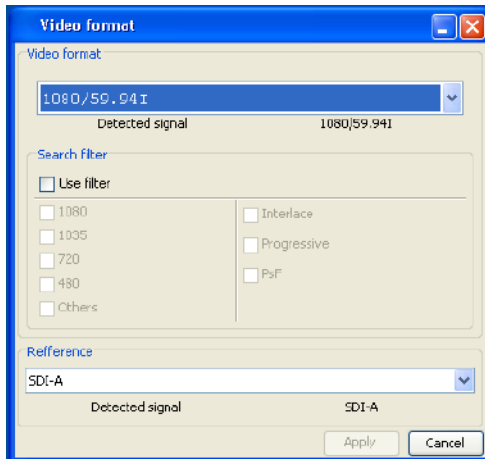 Video format
Video format
1080/59.94I
Detected signal 1080/59.94I
Search filter
Use filter
1080
1035
720
480
Others
Interlace
Progressive
PsF
Refference
SDI-A
Detected signal SDI-A
Apply Cancel